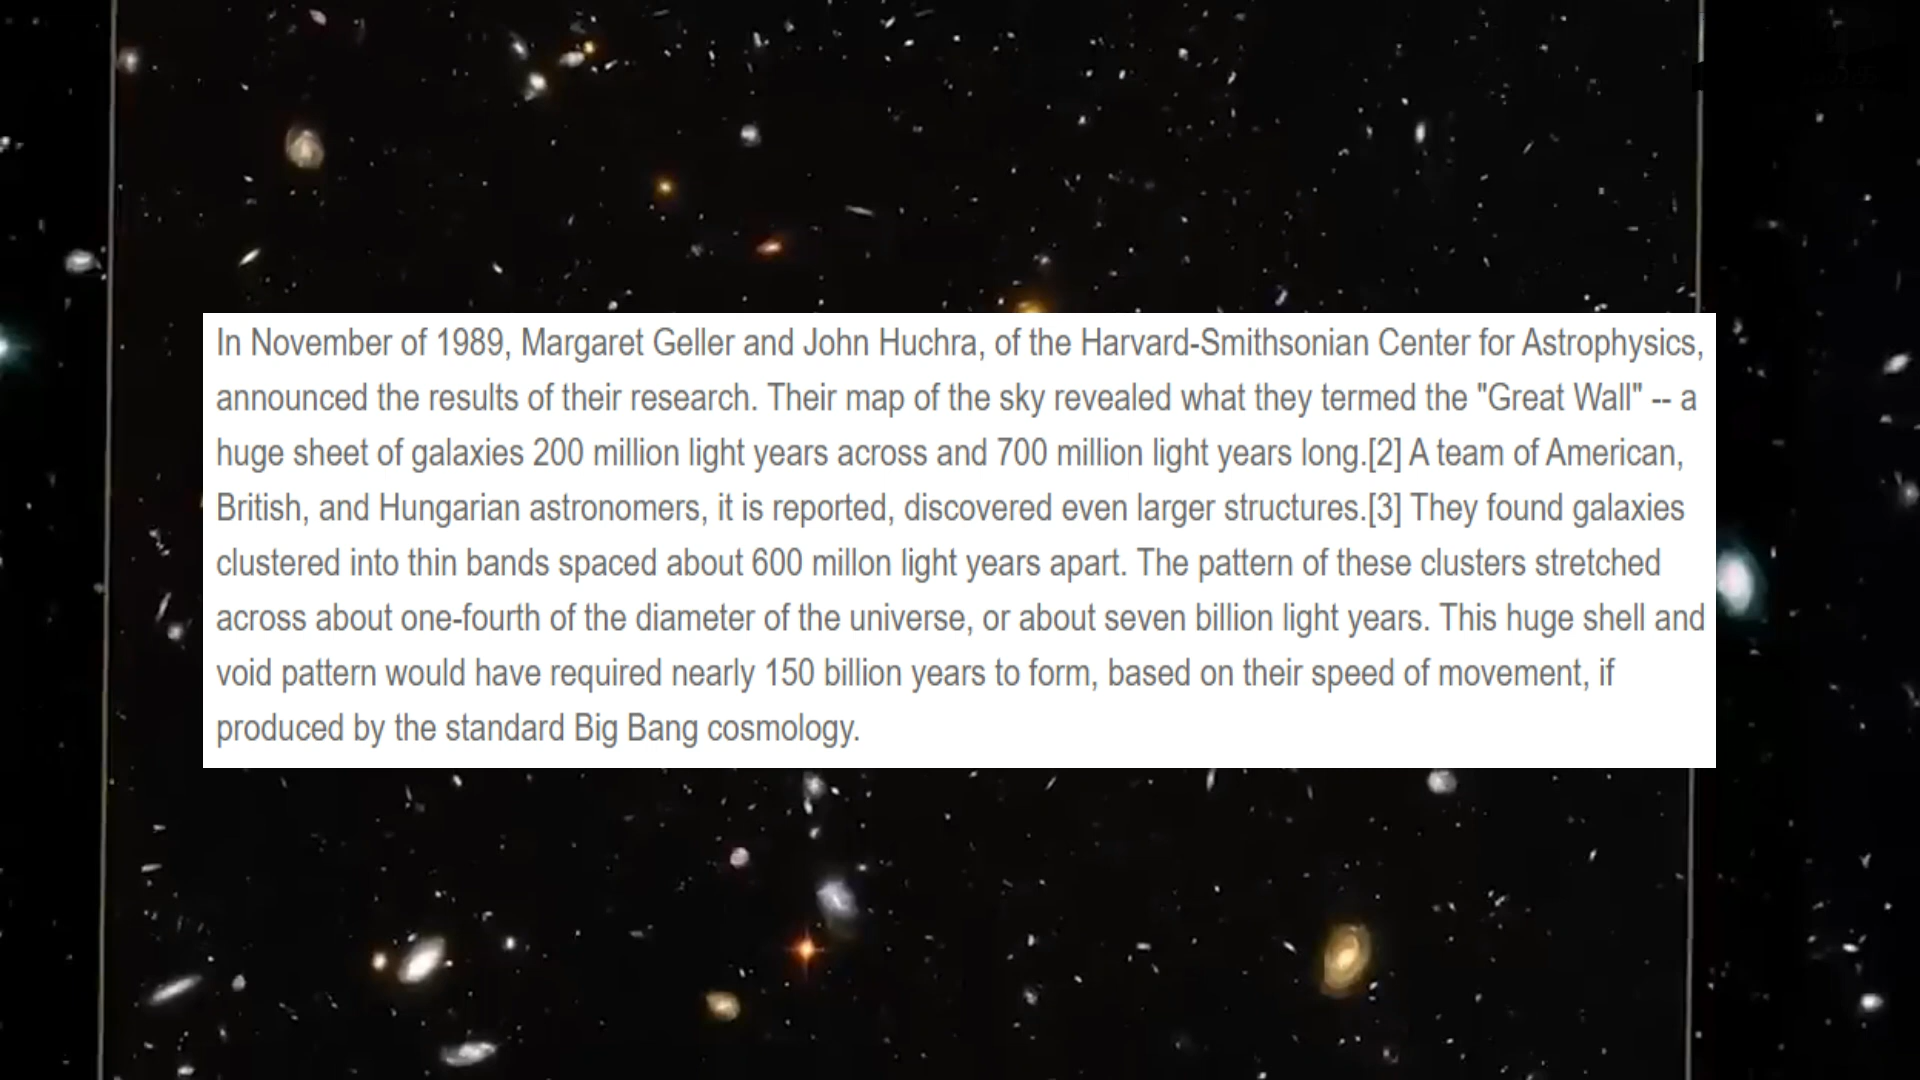 In November of 1989, Margaret Geller and John Huchra, of the Harvard-Smithsonian Center for Astrophysics,
announced the results of their research. Their map of the sky revealed what they termed the "Great Wall" -- a
huge sheet of galaxies 200 million light years across and 700 million light years long.[2] A team of American,
British, and Hungarian astronomers, it is reported, discovered even larger structures.[3] They found galaxies
clustered into thin bands spaced about 600 millon light years apart. The pattern of these clusters stretched
across about one-fourth of the diameter of the universe, or about seven billion light years. This huge shell and
void pattern would have required nearly 150 billion years to form, based on their speed of movement, if
produced by the standard Big Bang cosmology.